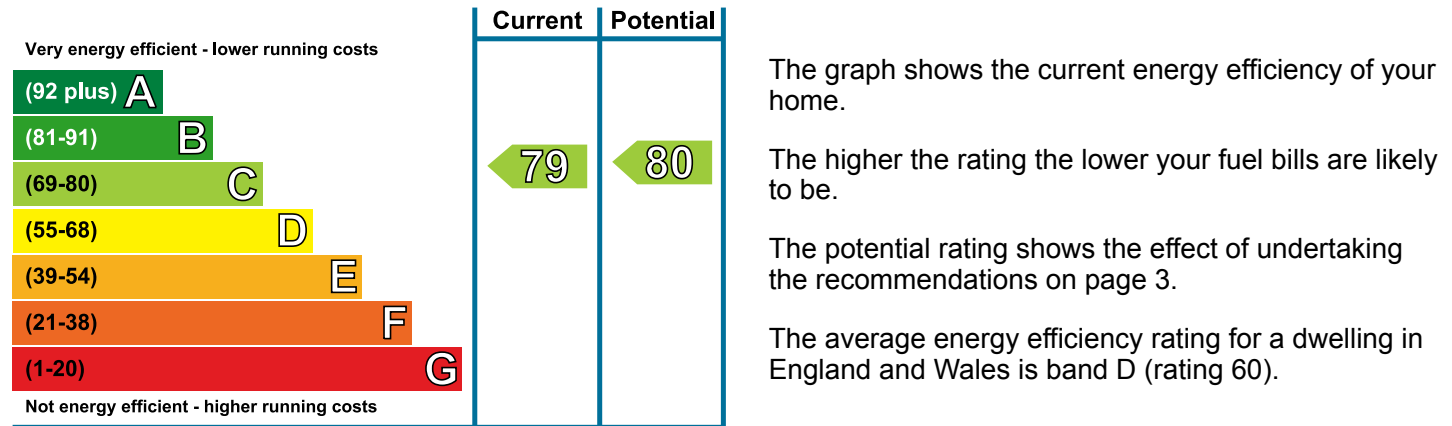 Current Potential
Very energy efficient - lower running costs
(92 plus) A
(81-91) B
(69-80) C
79 80
(55-68) D
(39-54) E
(21-38) F
(1-20) G
Not energy efficient - higher running costs
The graph shows the current energy efficiency of your
home.
The higher the rating the lower your fuel bills are likely
to be.
The potential rating shows the effect of undertaking
the recommendations on page 3.
The average energy efficiency rating for a dwelling in
England and Wales is band D (rating 60).